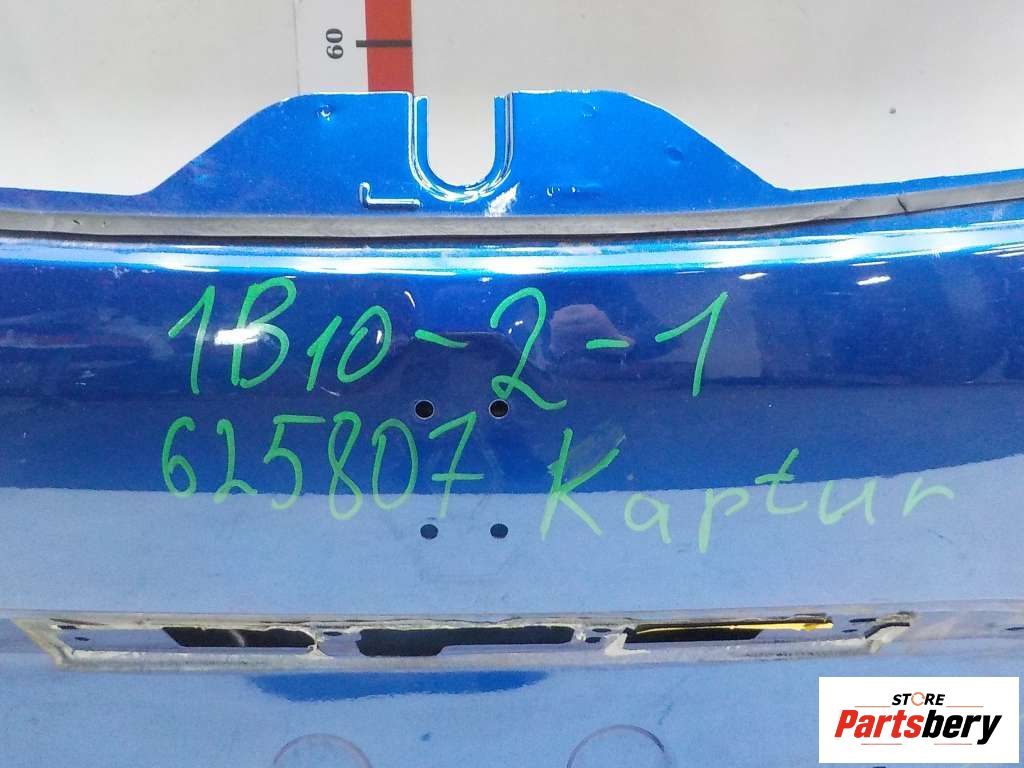 60
1B10-2-1
625807 Kaptur
STORE
Partsbery